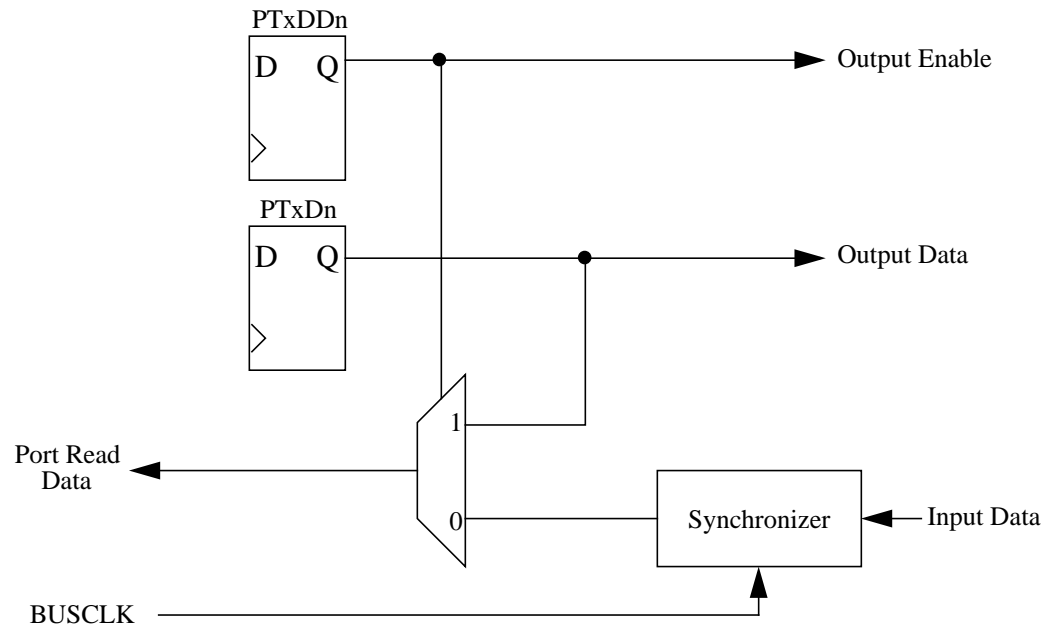 PTxDDn
D Q
Output Enable
PTxDn
D Q
Output Data
1
Port Read
Data
0
Synchronizer
Input Data
BUSCLK